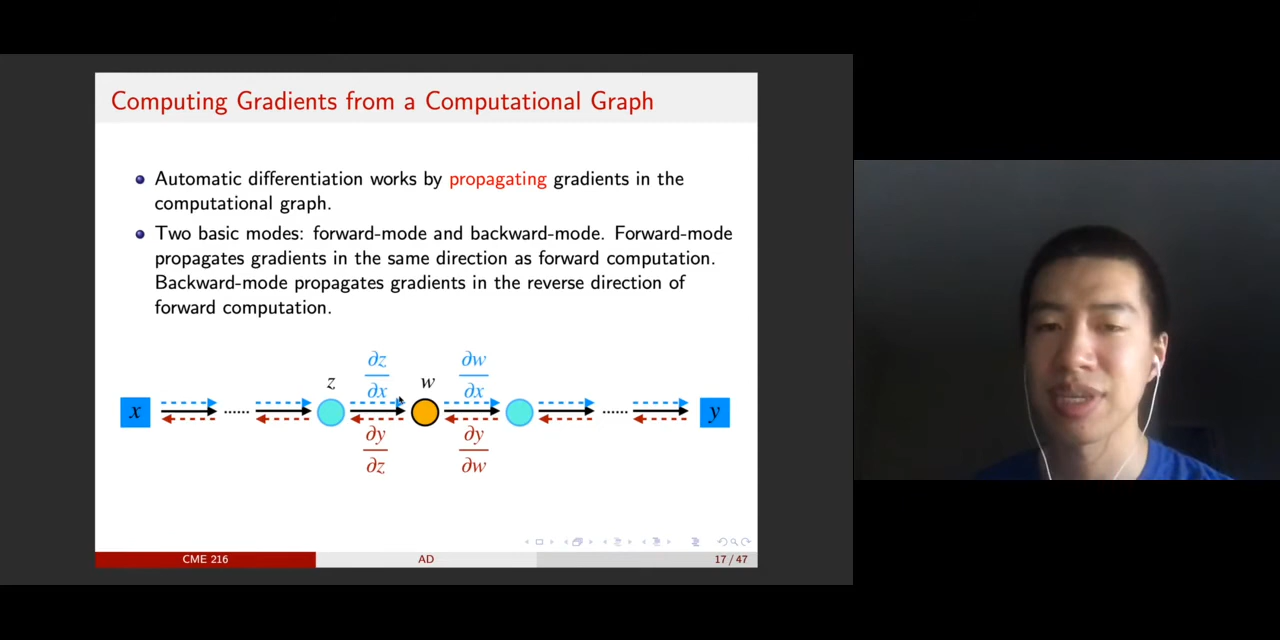 Computing Gradients from a Computational Graph
Automatic differentiation works by propagating gradients in the
computational graph.
Two basic modes: forward-mode and backward-mode. Forward-mode
propagates gradients in the same direction as forward computation.
Backward-mode propagates gradients in the reverse direction of
forward computation.
z ∂z/∂x w ∂w/∂x
x ...... ...... y
∂y/∂z ∂y/∂w
CME 216 AD 17 / 47